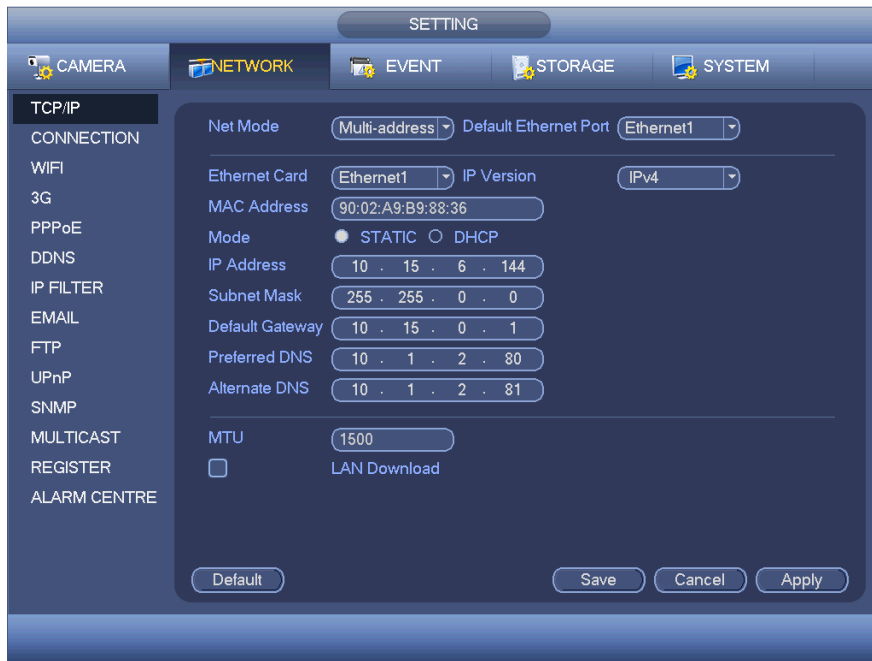 SETTING
CAMERA NETWORK EVENT STORAGE SYSTEM
TCP/IP
CONNECTION
WIFI
3G
PPPoE
DDNS
IP FILTER
EMAIL
FTP
UPnP
SNMP
MULTICAST
REGISTER
ALARM CENTRE
Net Mode Multi-address Default Ethernet Port Ethernet1
Ethernet Card Ethernet1 IP Version IPv4
MAC Address 90:02:A9:B9:88:36
Mode STATIC DHCP
IP Address 10 . 15 . 6 . 144
Subnet Mask 255 . 255 . 0 . 0
Default Gateway 10 . 15 . 0 . 1
Preferred DNS 10 . 1 . 2 . 80
Alternate DNS 10 . 1 . 2 . 81
MTU 1500
LAN Download
Default Save Cancel Apply